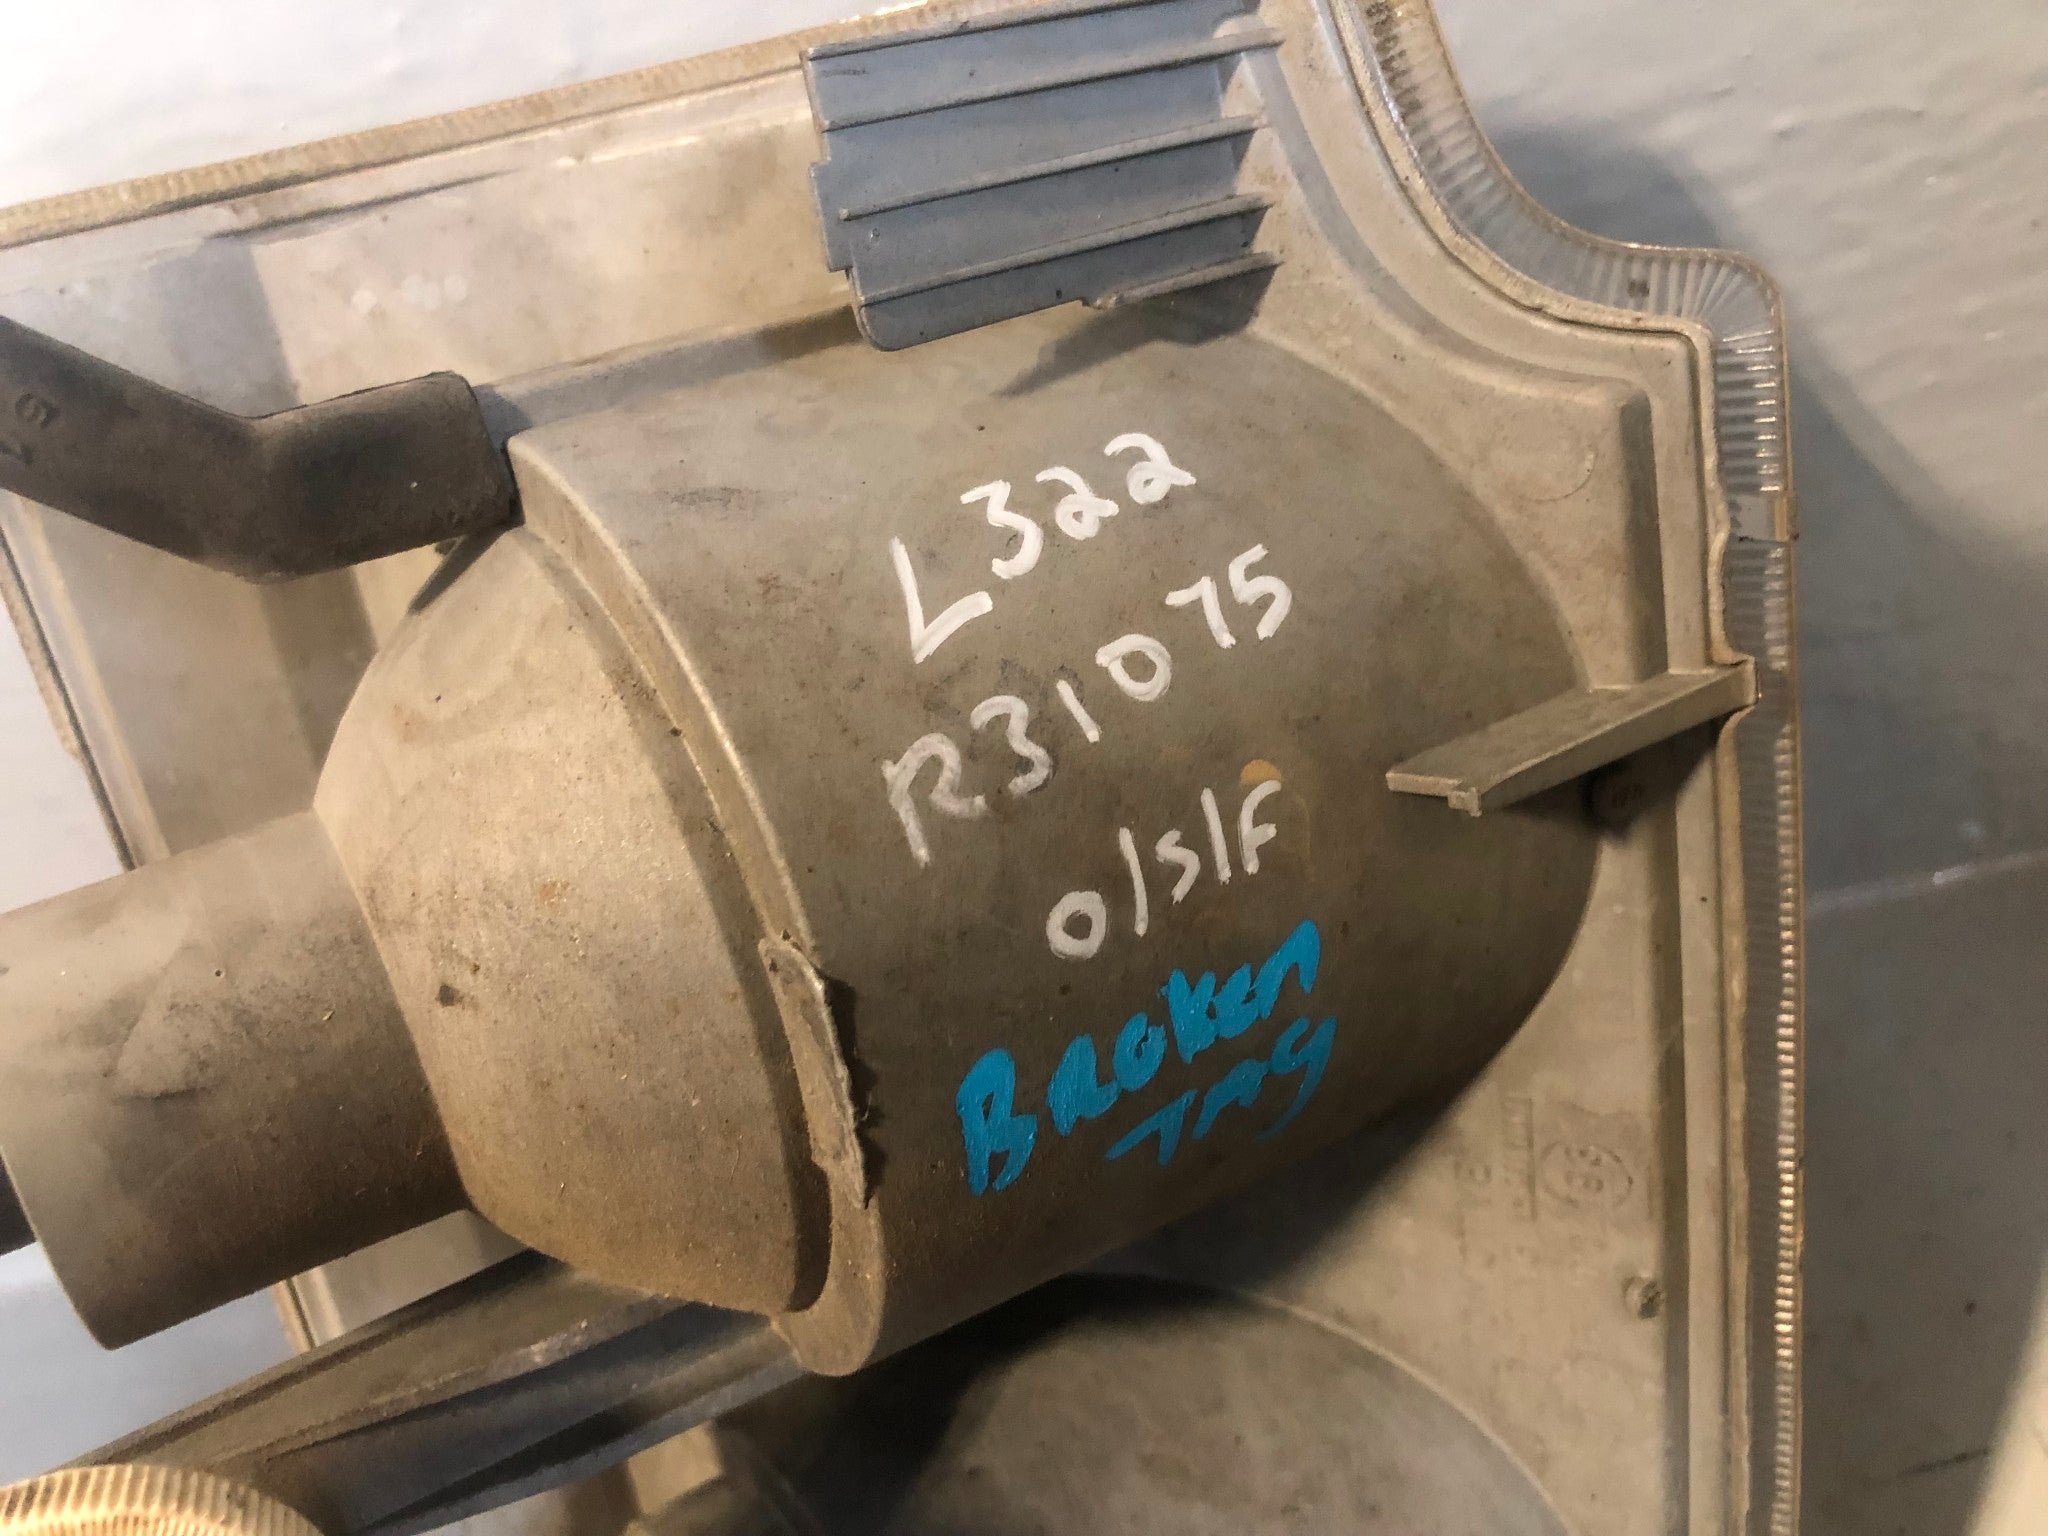 L322
R31075
O/S/F
BROKEN
TAG